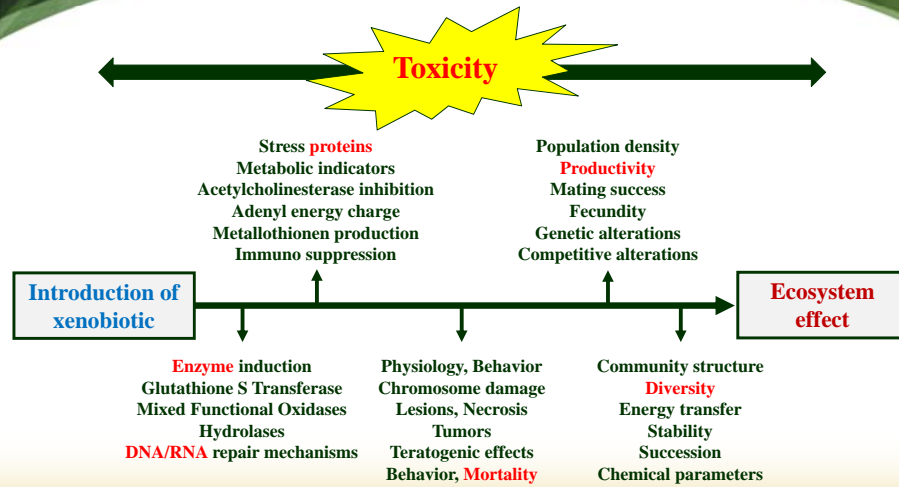 Toxicity
Stress proteins
Metabolic indicators
Acetylcholinesterase inhibition
Adenyl energy charge
Metallothionen production
Immuno suppression
Population density
Productivity
Mating success
Fecundity
Genetic alterations
Competitive alterations
Introduction of
xenobiotic
Ecosystem
effect
Enzyme induction
Glutathione S Transferase
Mixed Functional Oxidases
Hydrolases
DNA/RNA repair mechanisms
Physiology, Behavior
Chromosome damage
Lesions, Necrosis
Tumors
Teratogenic effects
Behavior, Mortality
Community structure
Diversity
Energy transfer
Stability
Succession
Chemical parameters